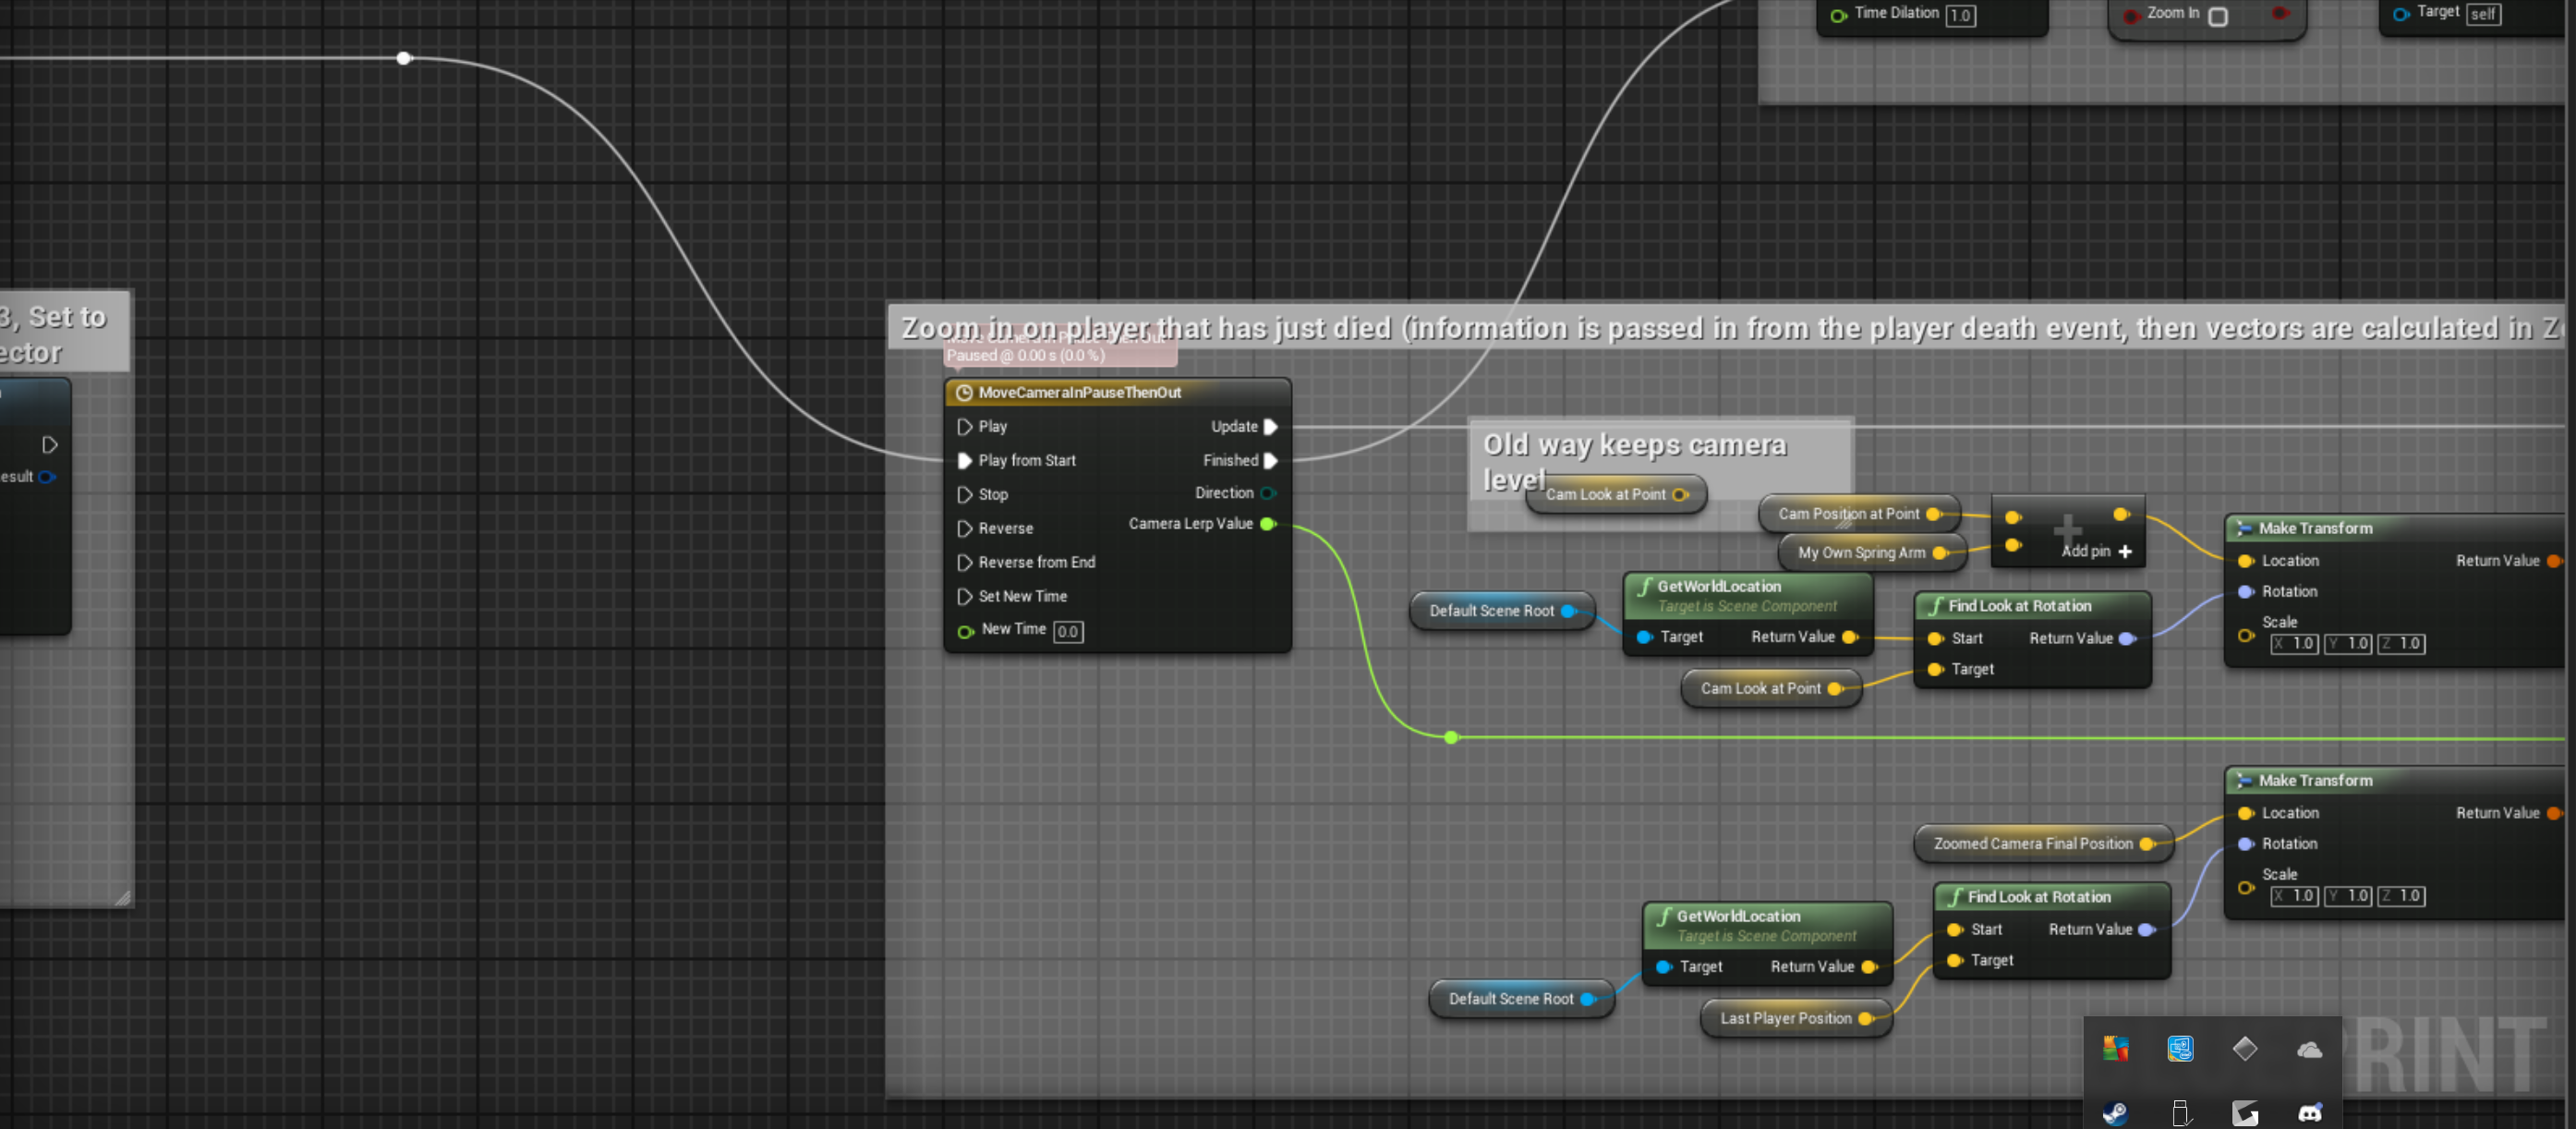 Time Dilation 1.0
Zoom In
Target self
3, Set to
ector
esult
Zoom in on player that has just died (information is passed in from the player death event, then vectors are calculated in Z
Paused @ 0.00 s (0.0 %)
MoveCameraInPauseThenOut
Play
Update
Play from Start
Finished
Stop
Direction
Reverse
Camera Lerp Value
Reverse from End
Set New Time
New Time 0.0
Old way keeps camera
level
Cam Look at Point
Cam Position at Point
My Own Spring Arm
Add pin
Make Transform
Location
Return Value
Rotation
Scale
X 1.0 Y 1.0 Z 1.0
Default Scene Root
GetWorldLocation
Target is Scene Component
Target
Return Value
Find Look at Rotation
Start
Return Value
Target
Cam Look at Point
Make Transform
Location
Return Value
Rotation
Scale
X 1.0 Y 1.0 Z 1.0
Zoomed Camera Final Position
Find Look at Rotation
Start
Return Value
Target
GetWorldLocation
Target is Scene Component
Target
Return Value
Default Scene Root
Last Player Position
RINT